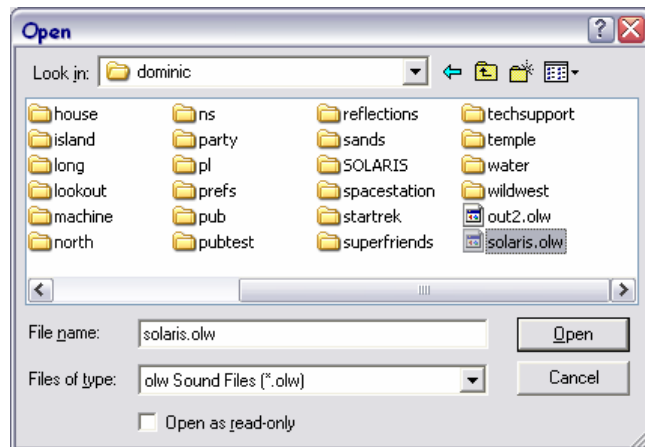 Open
Look in: dominic
house ns reflections techsupport
island party sands temple
long pl SOLARIS water
lookout prefs spacestation wildwest
machine pub startrek out2.olw
north pubtest superfriends solaris.olw
File name: solaris.olw Open
Files of type: olw Sound Files (*.olw) Cancel
Open as read-only